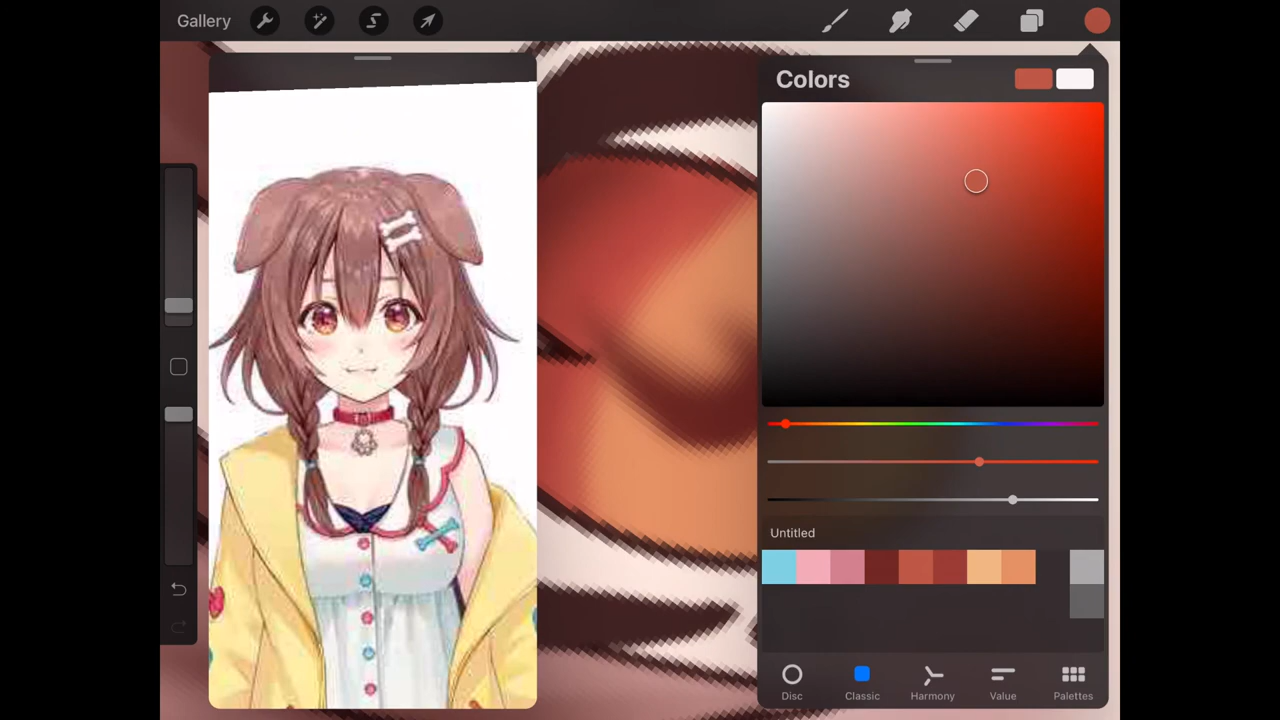 Gallery
Colors
Untitled
Disc
Classic
Harmony
Value
Palettes